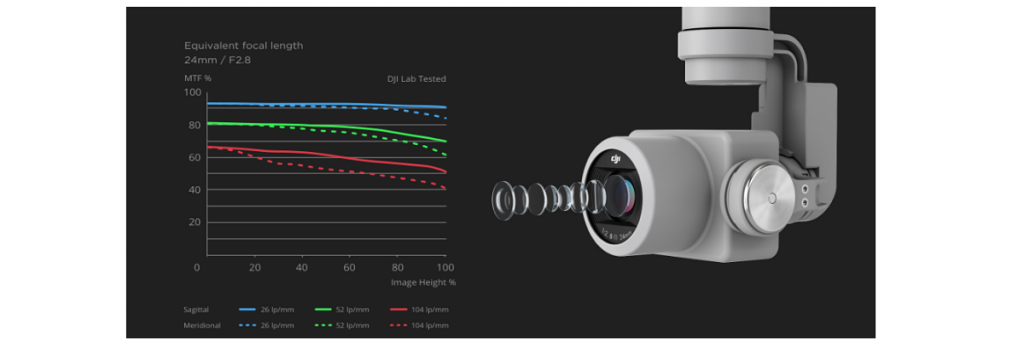 Equivalent focal length
24mm / F2.8
MTF %
DJI Lab Tested
100
80
60
40
20
0
20
40
60
80
100
Image Height %
Sagittal 26 lp/mm 52 lp/mm 104 lp/mm
Meridional 26 lp/mm 52 lp/mm 104 lp/mm
dji